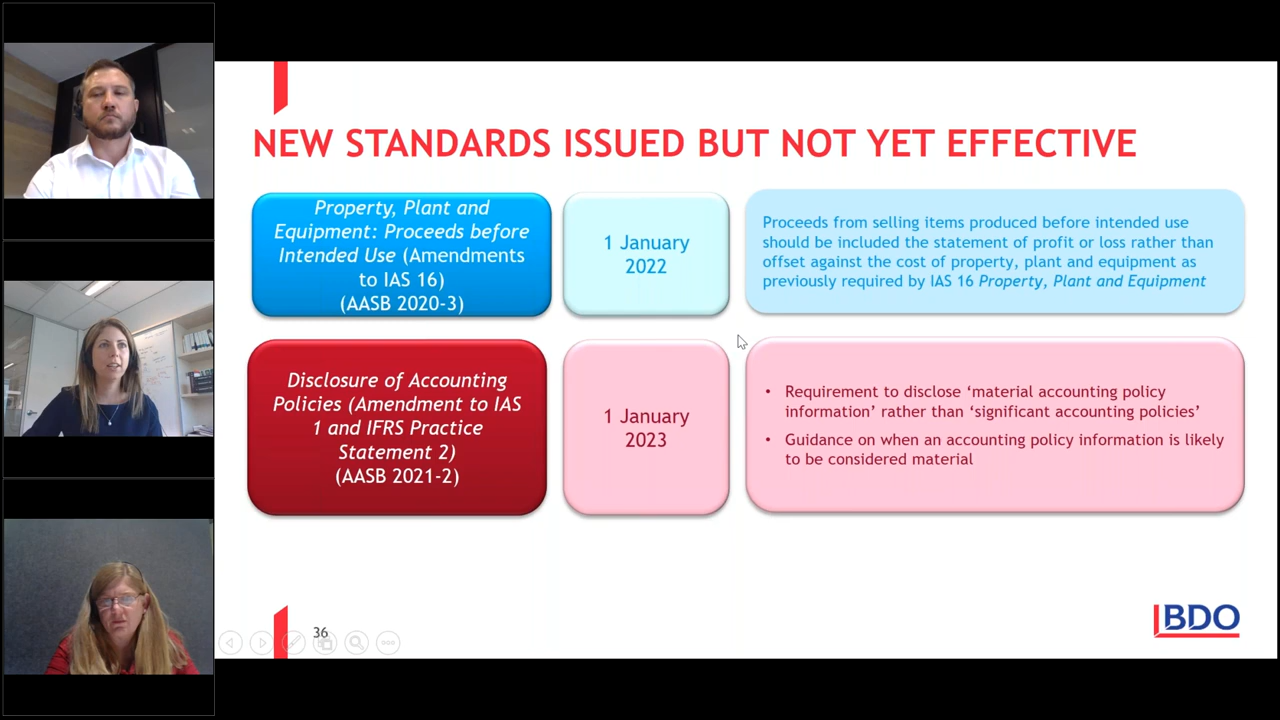 NEW STANDARDS ISSUED BUT NOT YET EFFECTIVE
Property, Plant and
Equipment: Proceeds before
Intended Use (Amendments
to IAS 16)
(AASB 2020-3)
1 January
2022
Proceeds from selling items produced before intended use
should be included the statement of profit or loss rather than
offset against the cost of property, plant and equipment as
previously required by IAS 16 Property, Plant and Equipment
Disclosure of Accounting
Policies (Amendment to IAS
1 and IFRS Practice
Statement 2)
(AASB 2021-2)
1 January
2023
• Requirement to disclose ‘material accounting policy
information’ rather than ‘significant accounting policies’
• Guidance on when an accounting policy information is likely
to be considered material
36
BDO